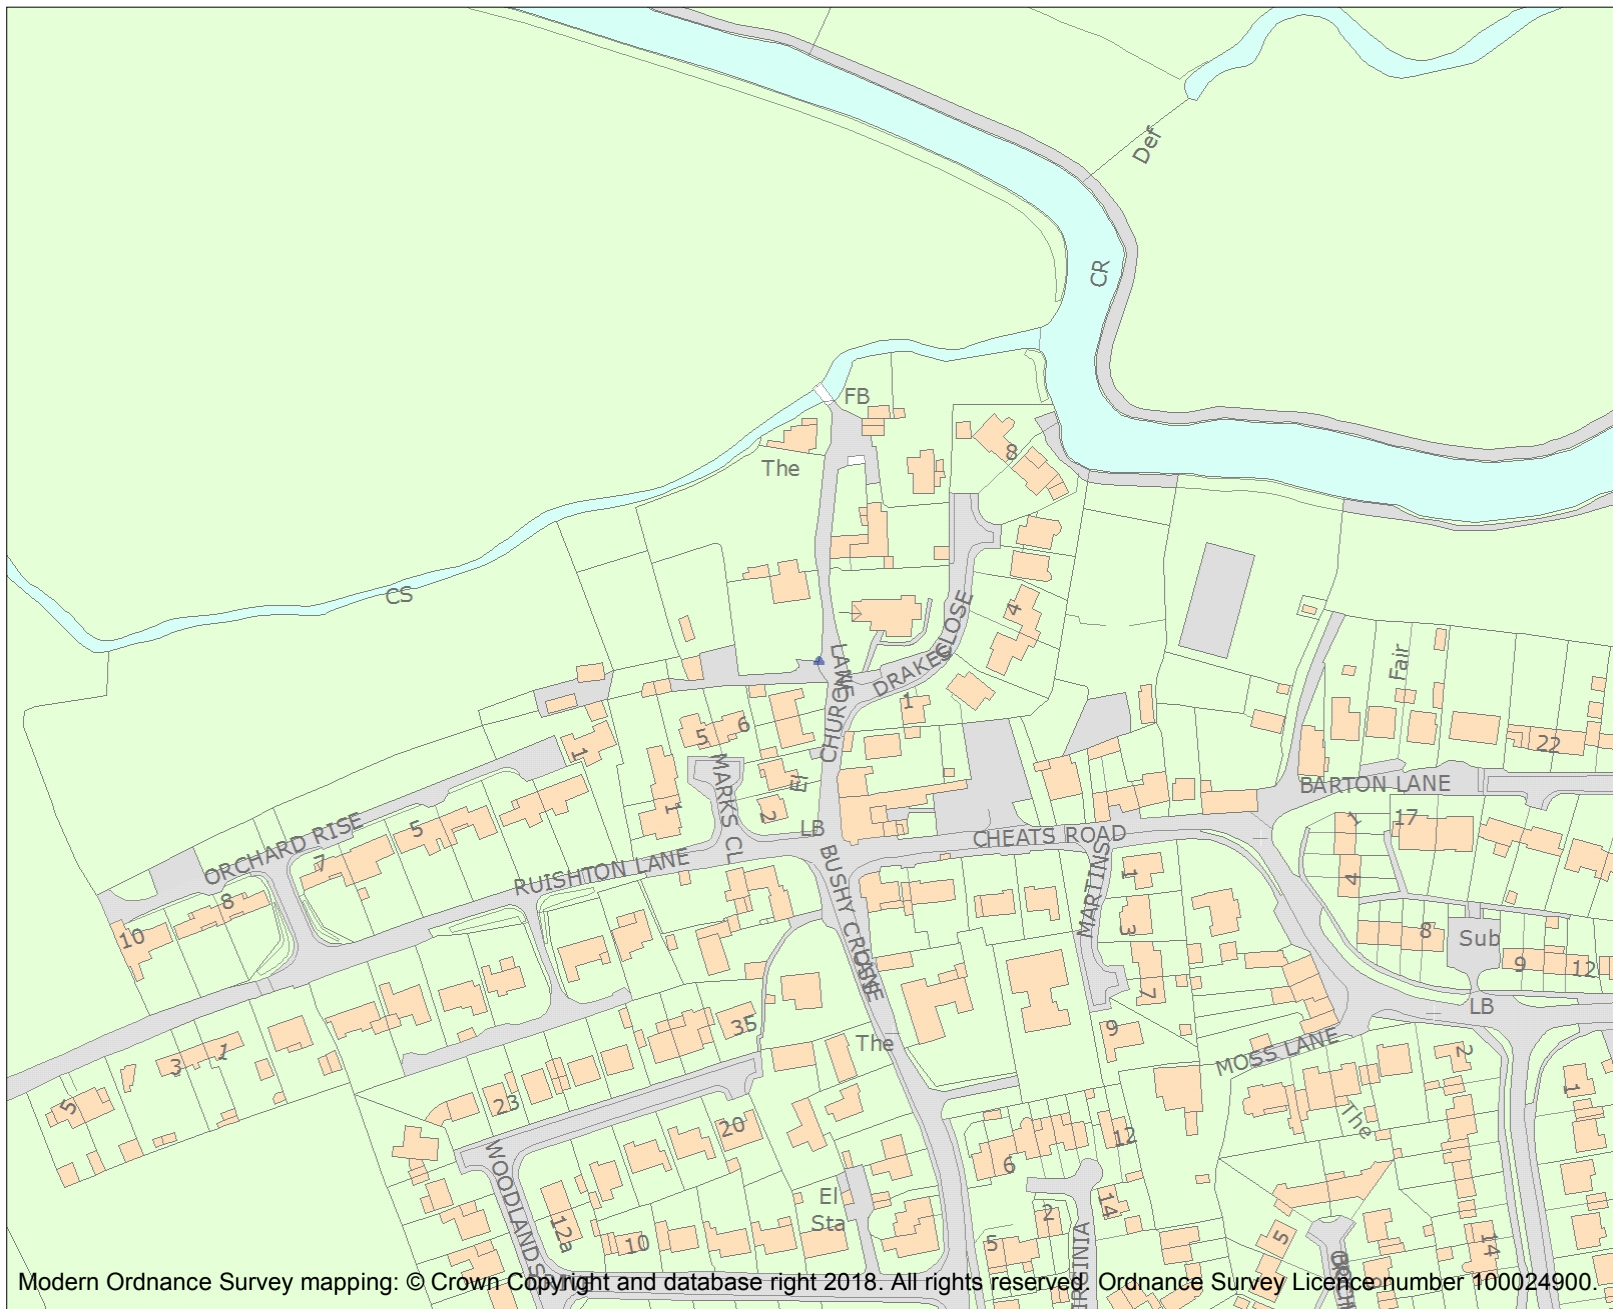 Def
CR
FB
The
8
CS
4
CLOSE
DRAKES
LANE
CHURCH
1
Fair
5
6
1
22
MARKS CL
El
1
2
LB
BARTON LANE
ORCHARD RISE
5
7
RUISHTON LANE
CHEATS ROAD
1
17
MARTINS
1
4
8
10
BUSHY CROSS
LANE
3
8
Sub
9
12
7
35
9
LB
The
MOSS LANE
2
3
1
5
23
20
12
The
1
WOODLANDS
6
El
Sta
14
2
12a
10
5
5
14
Modern Ordnance Survey mapping: © Crown Copyright and database right 2018. All rights reserved. Ordnance Survey Licence number 100024900.